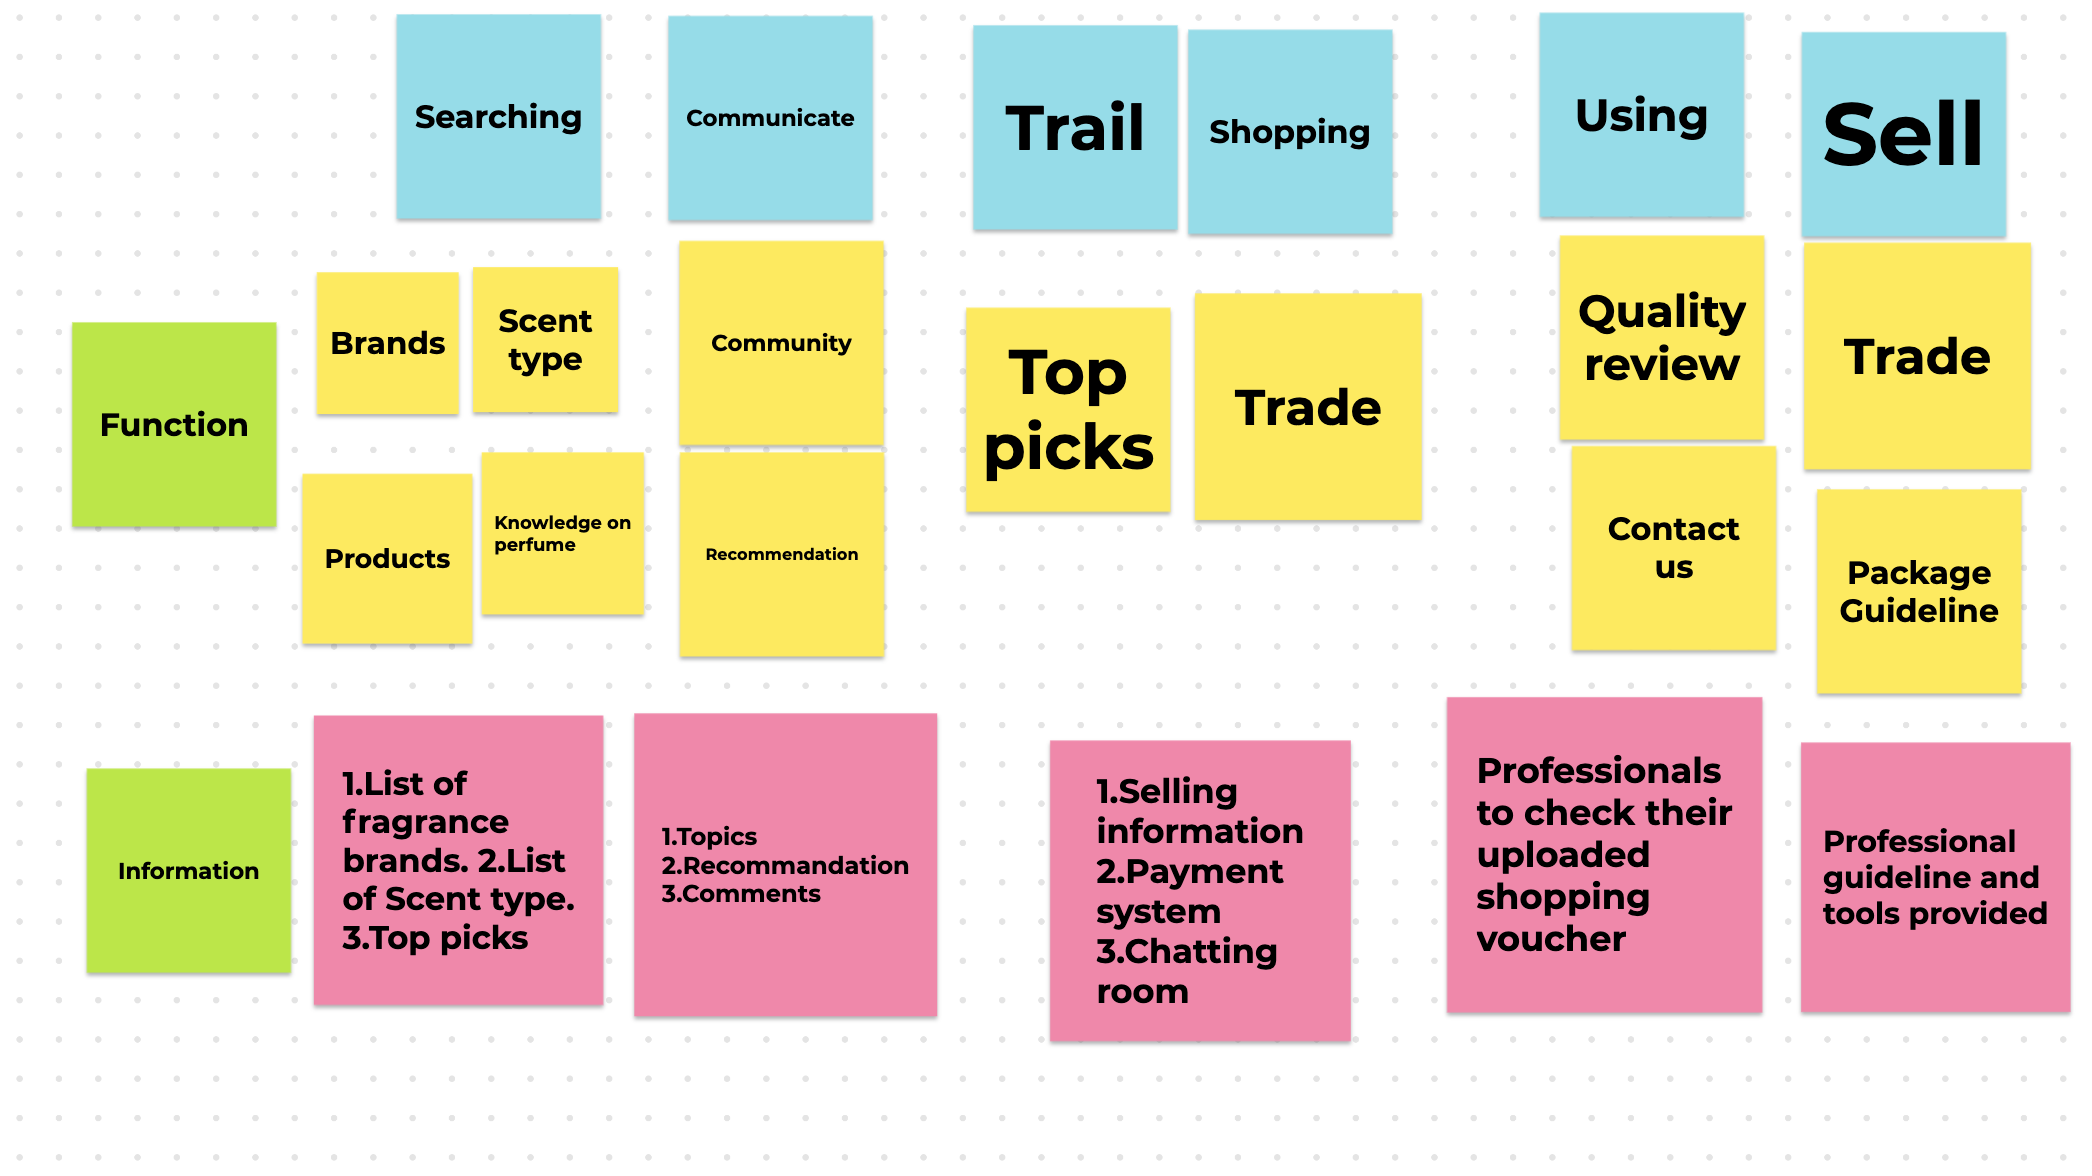 Searching
Communicate
Trail
Shopping
Using
Sell
Function
Brands
Scent
type
Community
Top
picks
Trade
Quality
review
Trade
Products
Knowledge on
perfume
Recommendation
Contact
us
Package
Guideline
Information
1.List of
fragrance
brands. 2.List
of Scent type.
3.Top picks
1.Topics
2.Recommandation
3.Comments
1.Selling
information
2.Payment
system
3.Chatting
room
Professionals
to check their
uploaded
shopping
voucher
Professional
guideline and
tools provided